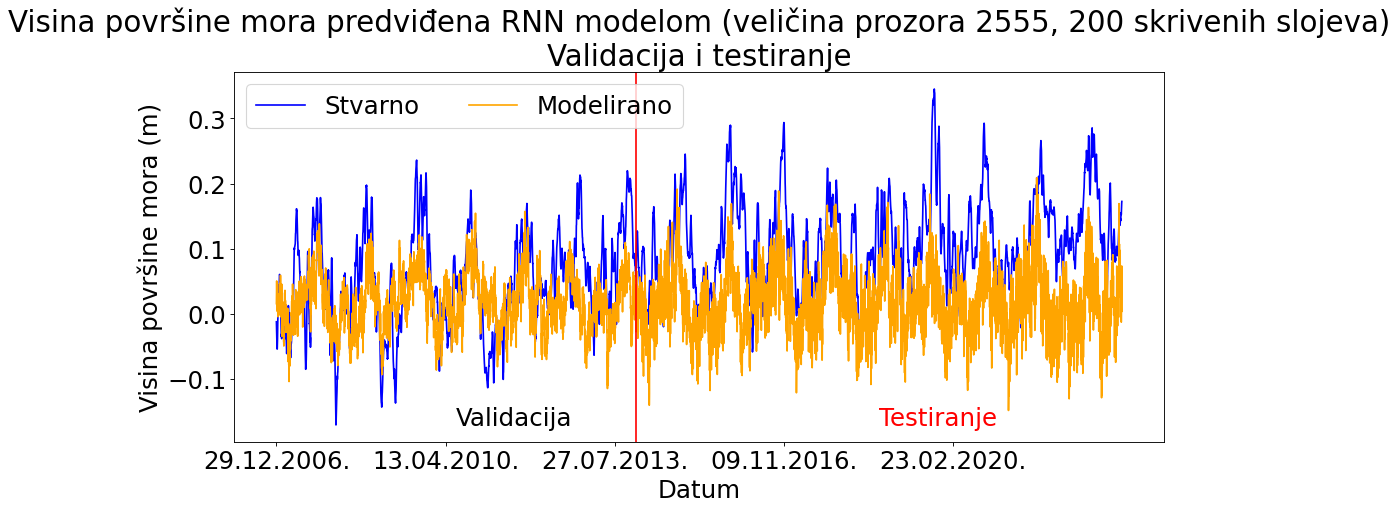 Visina površine mora predviđena RNN modelom (veličina prozora 2555, 200 skrivenih slojeva)
Validacija i testiranje
Stvarno
Modelirano
Visina površine mora (m)
0.3
0.2
0.1
0.0
−0.1
Validacija
Testiranje
29.12.2006.
13.04.2010.
27.07.2013.
09.11.2016.
23.02.2020.
Datum